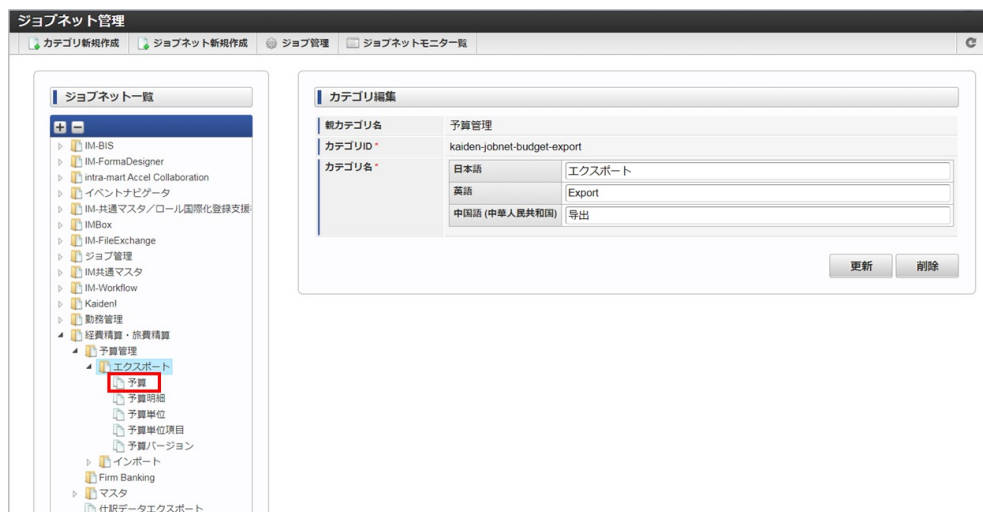 ジョブネット管理
カテゴリ新規作成 ジョブネット新規作成 ジョブ管理 ジョブネットモニター覧
ジョブネット一覧
IM-BIS
IM-FormaDesigner
intra-mart Accel Collaboration
イベントナビゲータ
IM-共通マスタ／ロール国際化登録支援
IMBox
IM-FileExchange
ジョブ管理
IM共通マスタ
IM-Workflow
Kaiden!
勤務管理
経費精算・旅費精算
予算管理
エクスポート
予算
予算明細
予算単位
予算単位項目
予算バージョン
インポート
Firm Banking
マスタ
仕訳データエクスポート
カテゴリ編集
親カテゴリ名 予算管理
カテゴリID * kaiden-jobnet-budget-export
カテゴリ名 *
日本語 エクスポート
英語 Export
中国語 (中華人民共和国) 导出
更新 削除